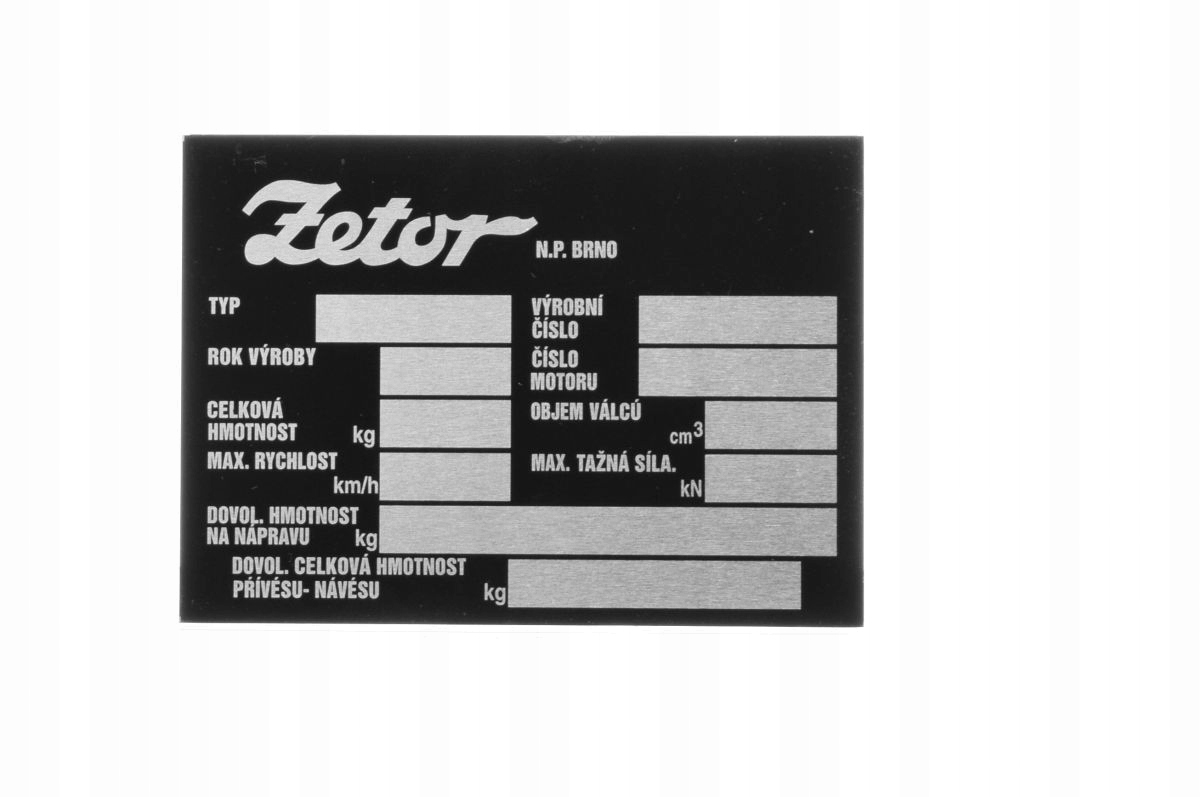 Zetor N.P. BRNO
TYP
VÝROBNÍ
ČÍSLO
ROK VÝROBY
ČÍSLO
MOTORU
CELKOVÁ
HMOTNOST kg
OBJEM VÁLCŮ
cm³
MAX. RYCHLOST
km/h
MAX. TAŽNÁ SÍLA.
kN
DOVOL. HMOTNOST
NA NÁPRAVU kg
DOVOL. CELKOVÁ HMOTNOST
PŘÍVĚSU- NÁVĚSU kg